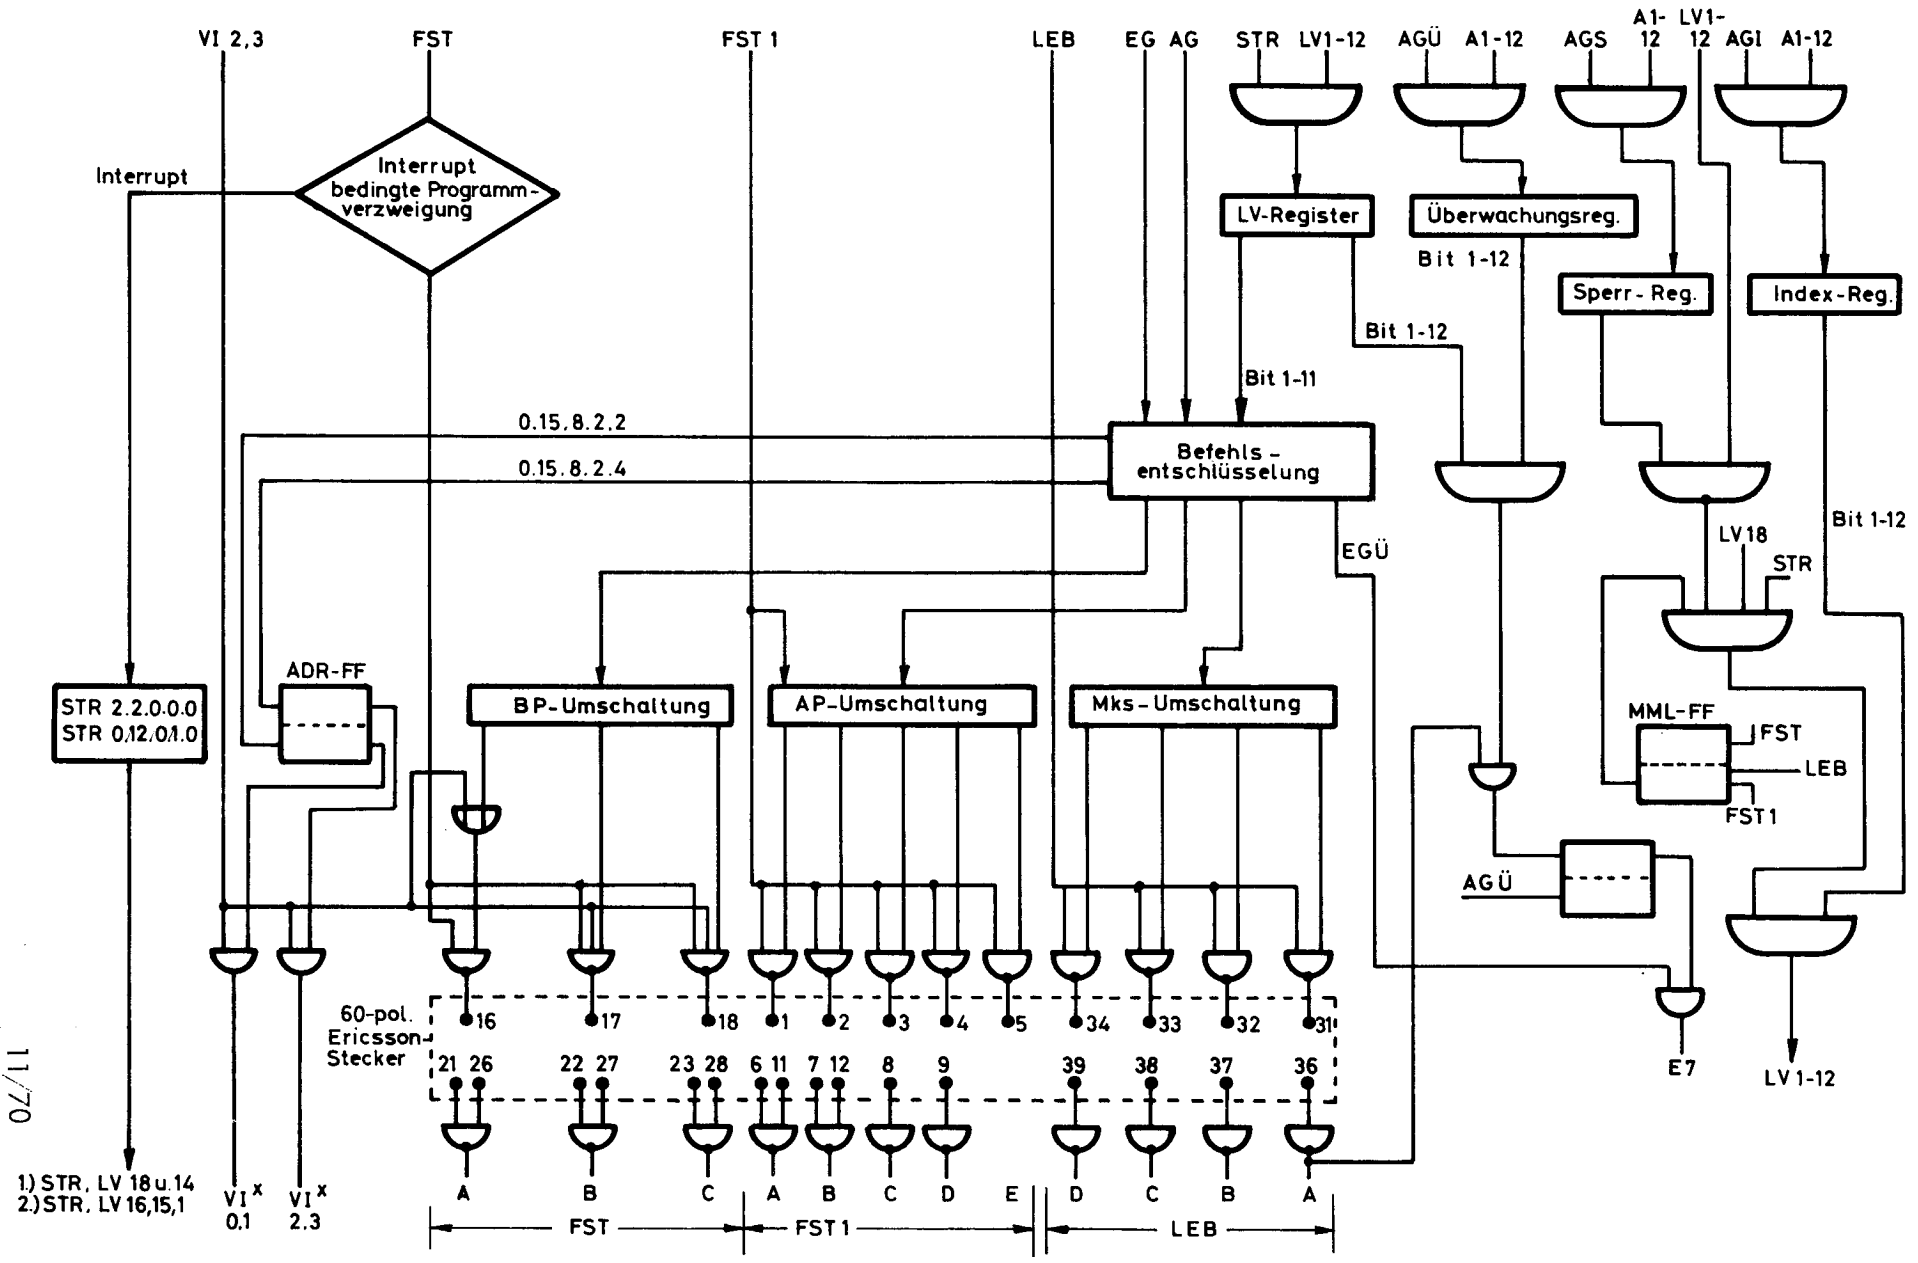 VI 2,3
FST
FST 1
LEB
EG
AG
STR
LV1-12
AGÜ
A1-12
AGS
A1-
12
LV1-
12
AGI
A1-12
Interrupt
Interrupt
bedingte Programm-
verzweigung
LV-Register
Überwachungsreg.
Bit 1-12
Sperr-Reg.
Index-Reg.
Bit 1-12
Bit 1-11
0.15.8.2.2
0.15.8.2.4
Befehls-
entschlüsselung
Bit 1-12
EGÜ
LV18
STR
ADR-FF
STR 2.2.0.0.0
STR 0,12,0,1.0
BP-Umschaltung
AP-Umschaltung
Mks-Umschaltung
MML-FF
FST
LEB
FST1
AGÜ
60-pol.
Ericsson-
Stecker
16
17
18
1
2
3
4
5
34
33
32
31
21
26
22
27
23
28
6
11
7
12
8
9
39
38
37
36
E7
LV 1-12
1.) STR, LV 18 u. 14
2.) STR, LV 16,15,1
VI x
0.1
VI x
2.3
A
B
C
A
B
C
D
E
D
C
B
A
FST
FST 1
LEB
11/70